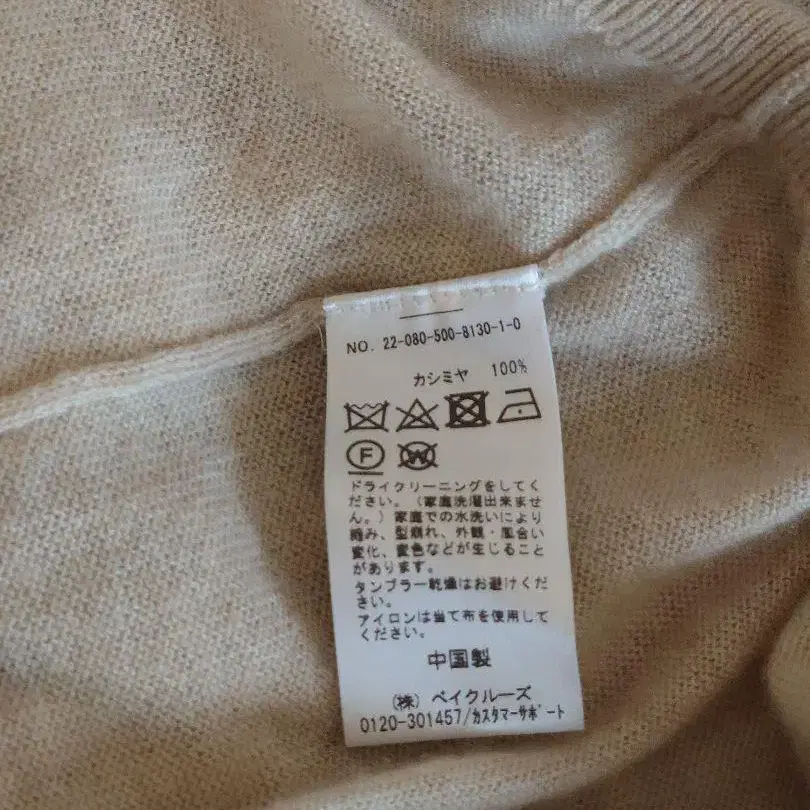 NO. 22-080-500-8130-1-0
カシミヤ 100%
F W
ドライクリーニングをしてく
ださい。(家庭洗濯出来ませ
ん。)家庭での水洗いにより
縮み、型崩れ、外観・風合い
変化、変色などが生じること
があります。
タンブラー乾燥はお避けくだ
さい。
アイロンは当て布を使用して
ください。
中国製
(株) ベイクルーズ
0120-301457/カスタマーサポート